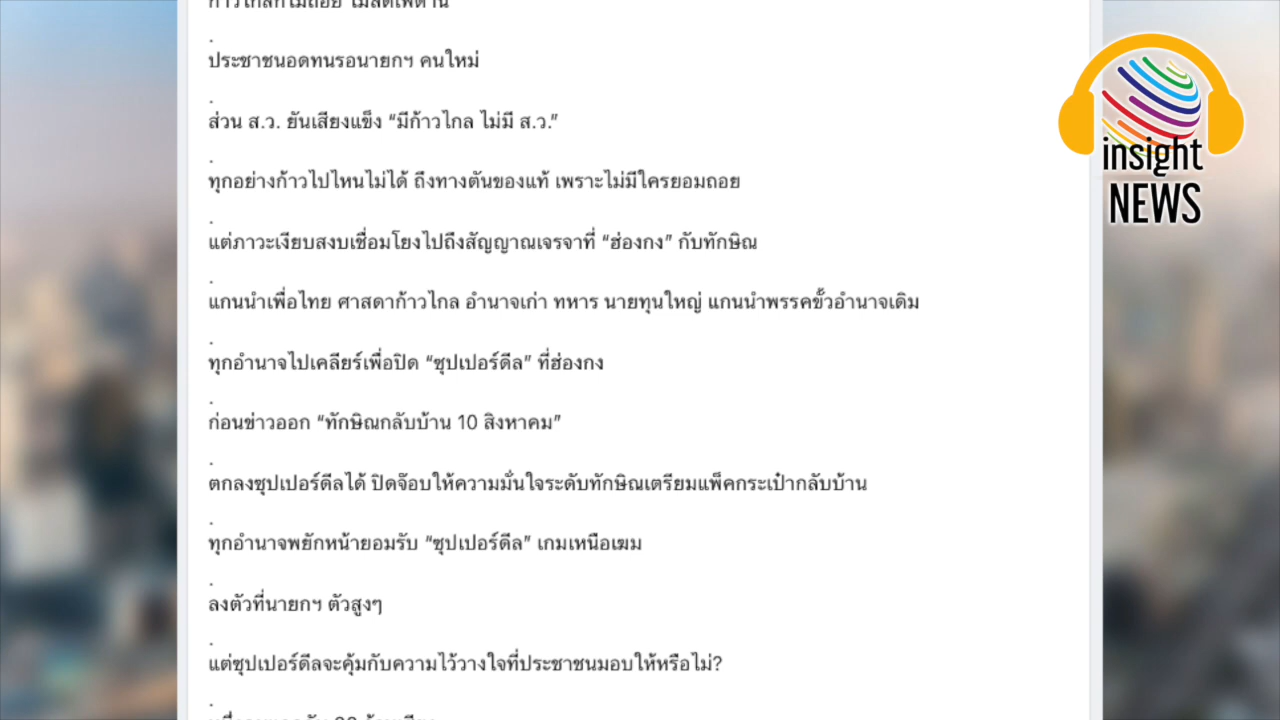 ประชาชนอดทนรอนายกฯ คนใหม่
.
ส่วน ส.ว. ยันเสียงแข็ง “มีก้าวไกล ไม่มี ส.ว.”
.
ทุกอย่างก้าวไปไหนไม่ได้ ถึงทางตันของแท้ เพราะไม่มีใครยอมถอย
.
แต่ภาวะเงียบสงบเชื่อมโยงไปถึงสัญญาณเจรจาที่ “ฮ่องกง” กับทักษิณ
.
แกนนำเพื่อไทย ศาสดาก้าวไกล อำนาจเก่า ทหาร นายทุนใหญ่ แกนนำพรรคขั้วอำนาจเดิม
.
ทุกอำนาจไปเคลียร์เพื่อปิด “ซุปเปอร์ดีล” ที่ฮ่องกง
.
ก่อนข่าวออก “ทักษิณกลับบ้าน 10 สิงหาคม”
.
ตกลงซุปเปอร์ดีลได้ ปิดจ๊อบให้ความมั่นใจระดับทักษิณเตรียมแพ็คกระเป๋ากลับบ้าน
.
ทุกอำนาจพยักหน้ายอมรับ “ซุปเปอร์ดีล” เกมเหนือเฆม
.
ลงตัวที่นายกฯ ตัวสูงๆ
.
แต่ซุปเปอร์ดีลจะคุ้มกับความไว้วางใจที่ประชาชนมอบให้หรือไม่?
.
insight
NEWS